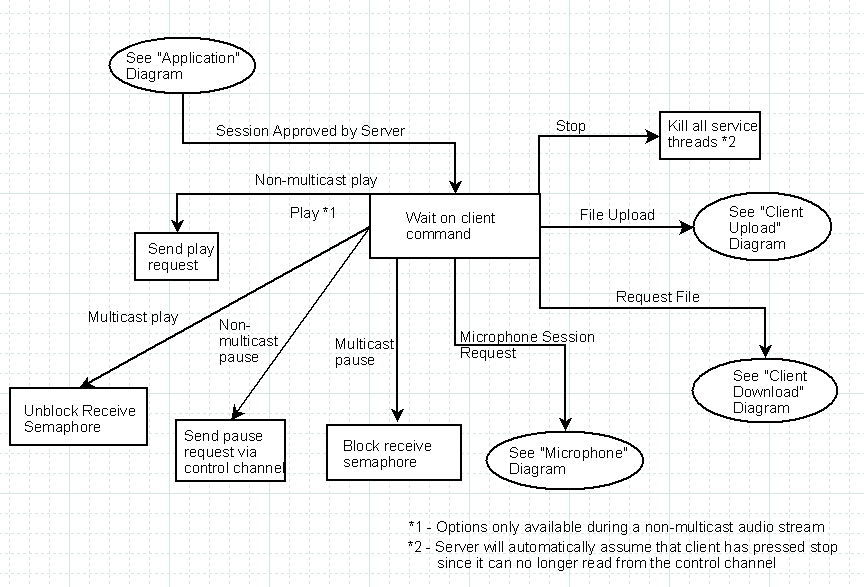 See "Application"
Diagram
Session Approved by Server
Stop
Kill all service
threads *2
Non-multicast play
Play *1
Wait on client
command
File Upload
See "Client
Upload"
Diagram
Send play
request
Request File
Multicast play
Non-
multicast
pause
Multicast
pause
Microphone Session
Request
See "Client
Download"
Diagram
Unblock Receive
Semaphore
Send pause
request via
control channel
Block receive
semaphore
See "Microphone"
Diagram
*1 - Options only available during a non-multicast audio stream
*2 - Server will automatically assume that client has pressed stop
since it can no longer read from the control channel